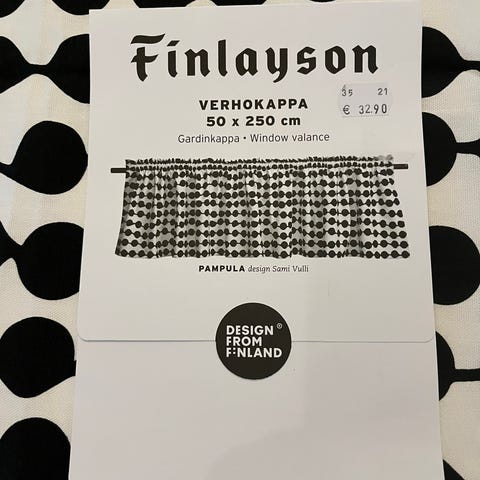 Finlayson
35 21
€ 32.90
VERHOKAPPA
50 x 250 cm
Gardinkappa • Window valance
PAMPULA design Sami Vulli
DESIGN ®
FROM
FINLAND